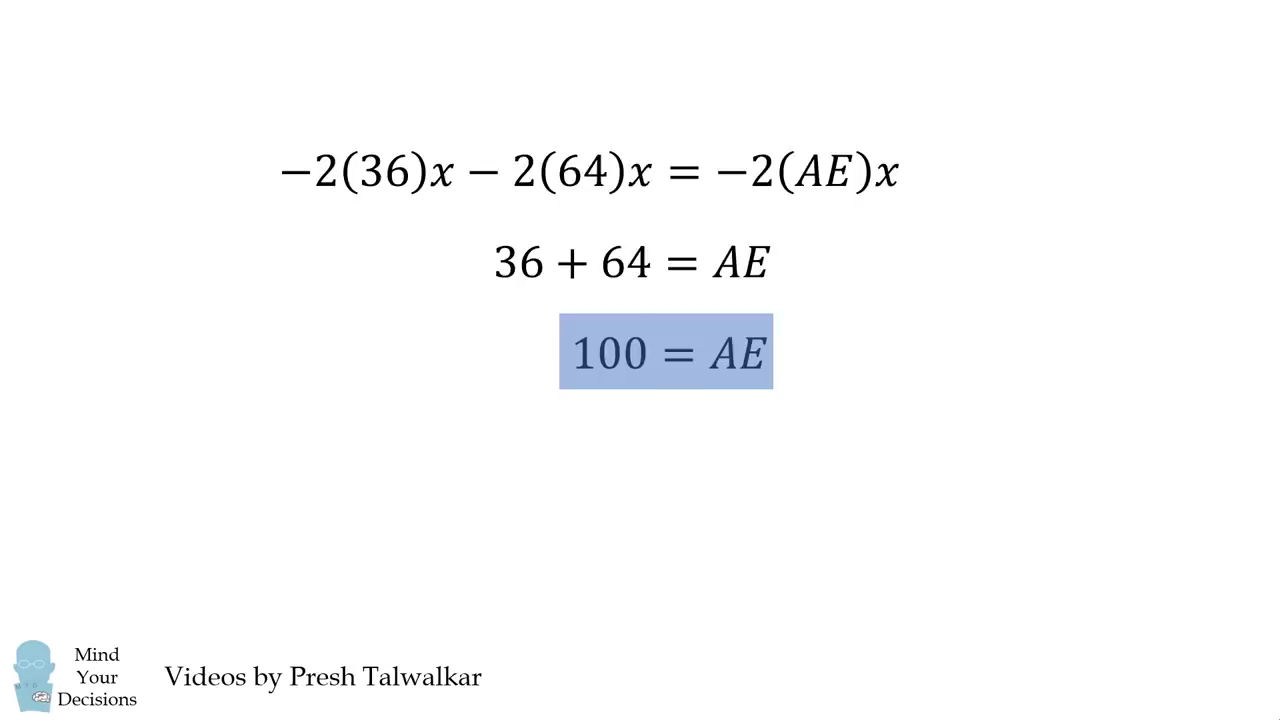 −2(36)x − 2(64)x = −2(AE)x
36 + 64 = AE
100 = AE
Mind
Your
Decisions
Videos by Presh Talwalkar